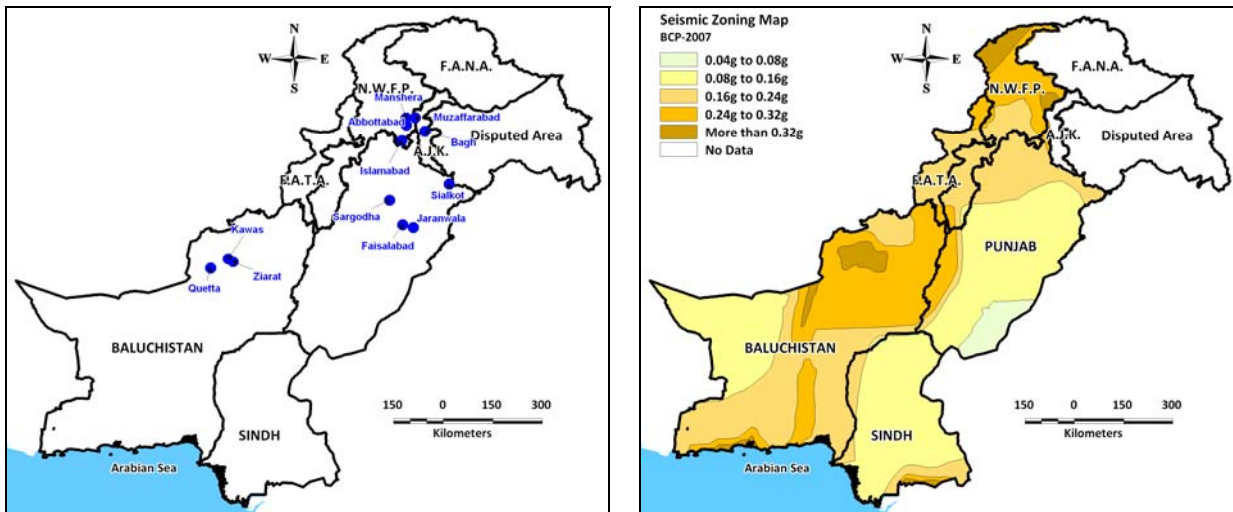 N
W E
S
F.A.N.A.
N.W.F.P.
Manshera
Muzaffarabad
Abbottabad
Disputed Area
Bagh
A.J.K.
Islamabad
F.A.T.A.
Sialkot
Sargodha
Jaranwala
Faisalabad
Kawas
Ziarat
Quetta
BALUCHISTAN
150 0 150 300
Kilometers
SINDH
Arabian Sea
Seismic Zoning Map
BCP-2007
0.04g to 0.08g
0.08g to 0.16g
0.16g to 0.24g
0.24g to 0.32g
More than 0.32g
No Data
N
W E
S
F.A.N.A.
N.W.F.P.
Disputed Area
A.J.K.
F.A.T.A.
PUNJAB
BALUCHISTAN
150 0 150 300
Kilometers
SINDH
Arabian Sea